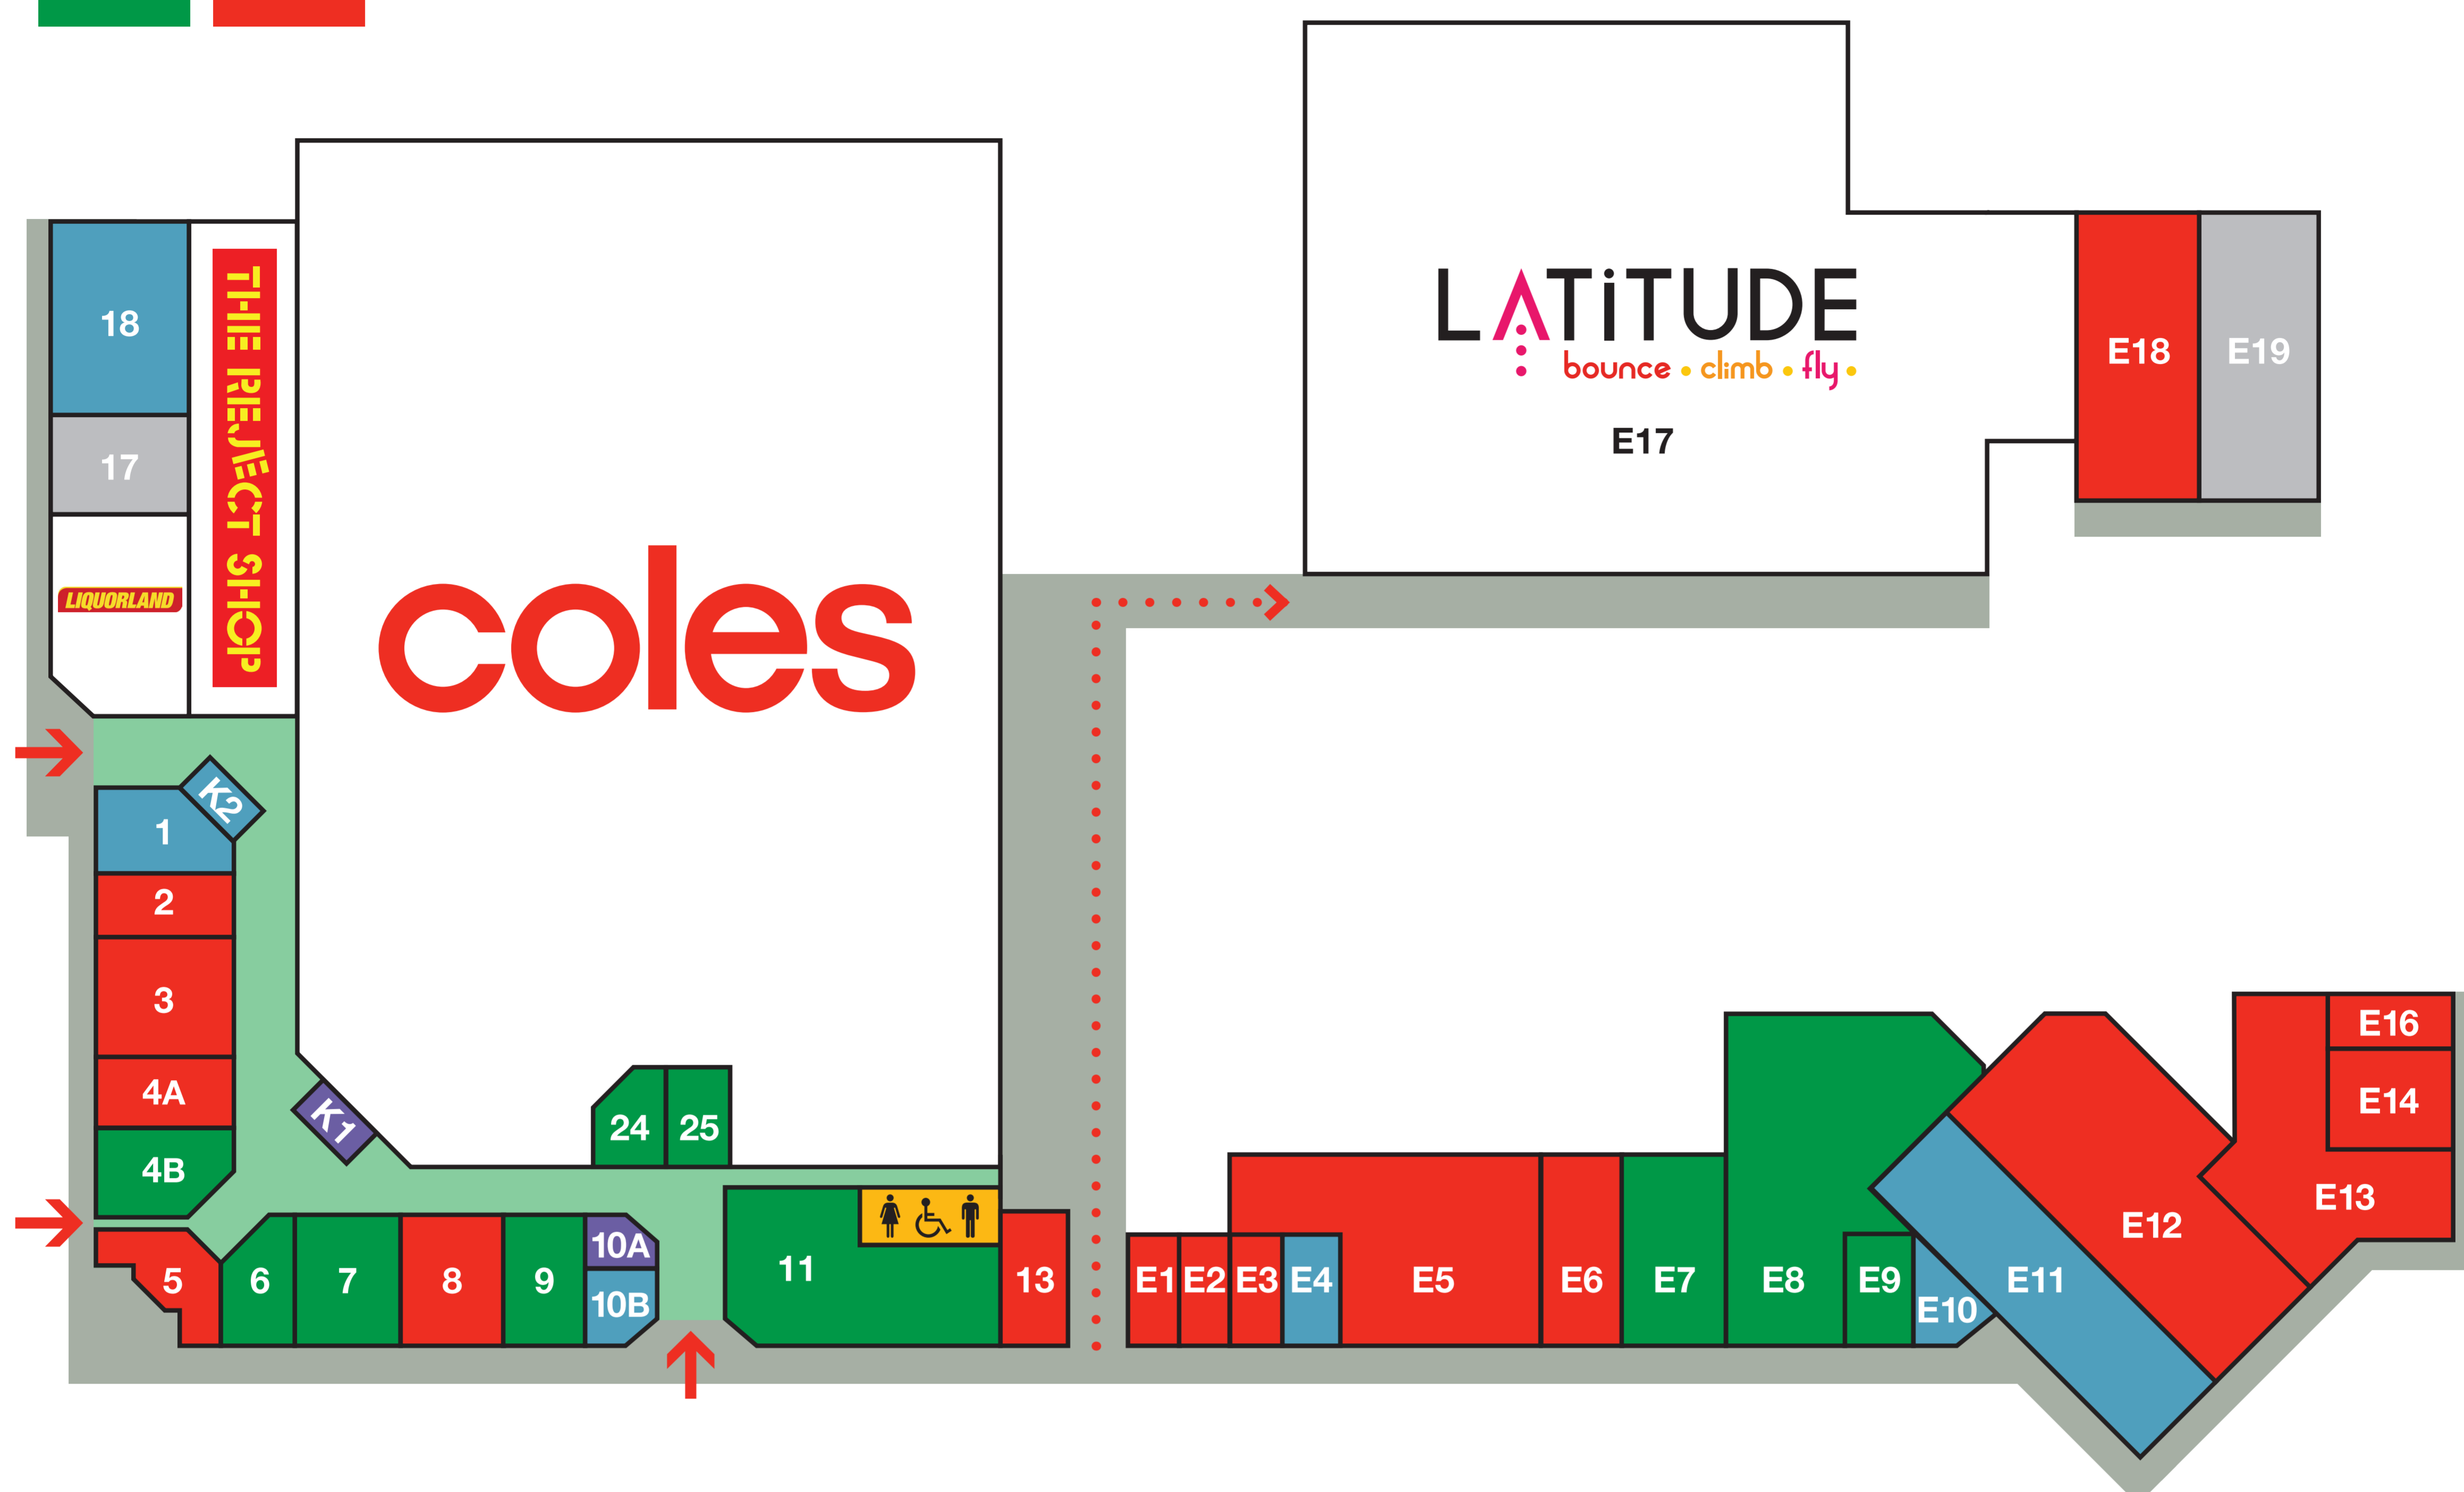 LATiTUDE
bounce • climb • fly •
E17
E18
E19
18
17
THE REJECT SHOP
LIQUORLAND
coles
K2
1
2
3
4A
4B
K1
24
25
5
6
7
8
9
10A
10B
11
13
E1
E2
E3
E4
E5
E6
E7
E8
E9
E10
E11
E12
E13
E14
E16